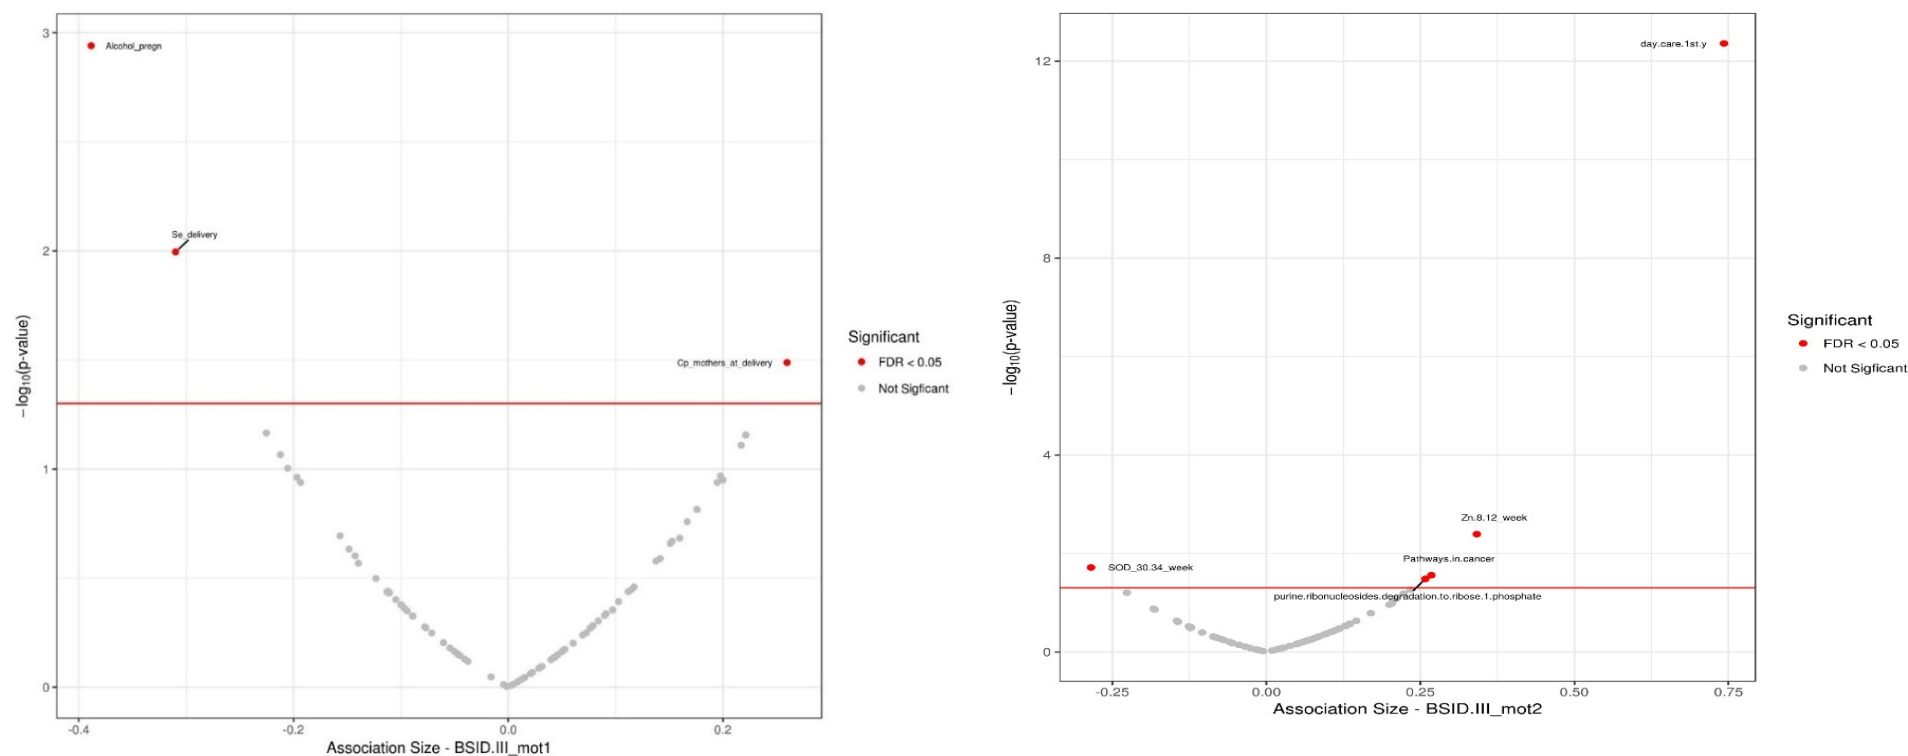 3
Alcohol_pregn
Se_delivery
2
Cp_mothers_at_delivery
1
0
-0.4
-0.2
0.0
0.2
−log10(p-value)
Association Size - BSID.III_mot1
Significant
FDR < 0.05
Not Sigficant
12
day.care.1st.y
8
4
Zn.8.12_week
Pathways.in.cancer
SOD_30.34_week
purine.ribonucleosides.degradation.to.ribose.1.phosphate
0
-0.25
0.00
0.25
0.50
0.75
−log10(p-value)
Association Size - BSID.III_mot2
Significant
FDR < 0.05
Not Sigficant